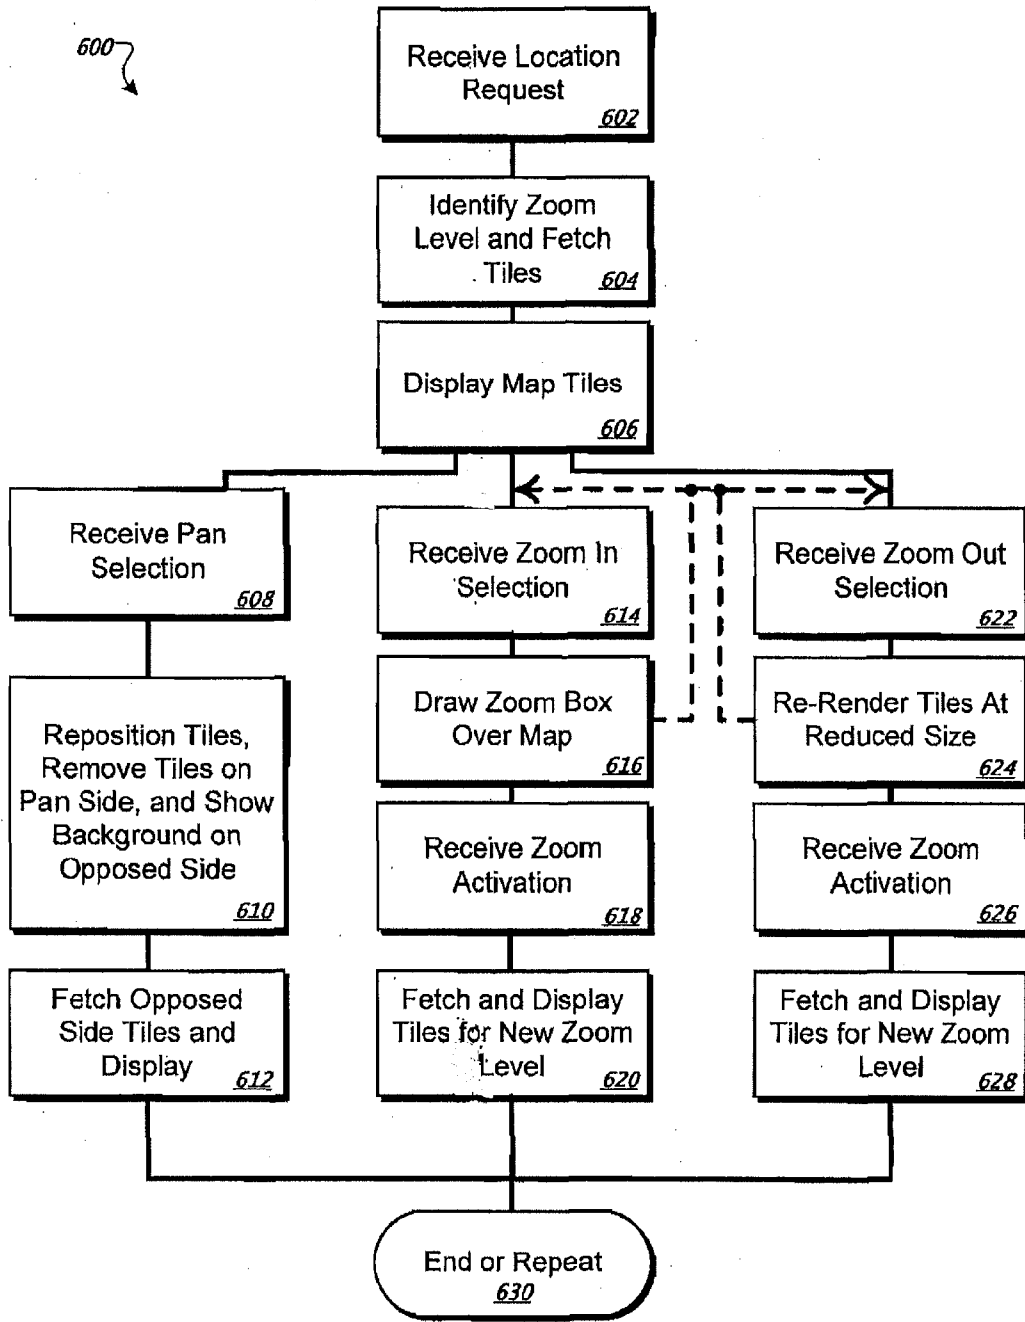 600
Receive Location
Request
602
Identify Zoom
Level and Fetch
Tiles
604
Display Map Tiles
606
Receive Pan
Selection
608
Reposition Tiles,
Remove Tiles on
Pan Side, and Show
Background on
Opposed Side
610
Fetch Opposed
Side Tiles and
Display
612
Receive Zoom In
Selection
614
Draw Zoom Box
Over Map
616
Receive Zoom
Activation
618
Fetch and Display
Tiles for New Zoom
Level
620
Receive Zoom Out
Selection
622
Re-Render Tiles At
Reduced Size
624
Receive Zoom
Activation
626
Fetch and Display
Tiles for New Zoom
Level
628
End or Repeat
630